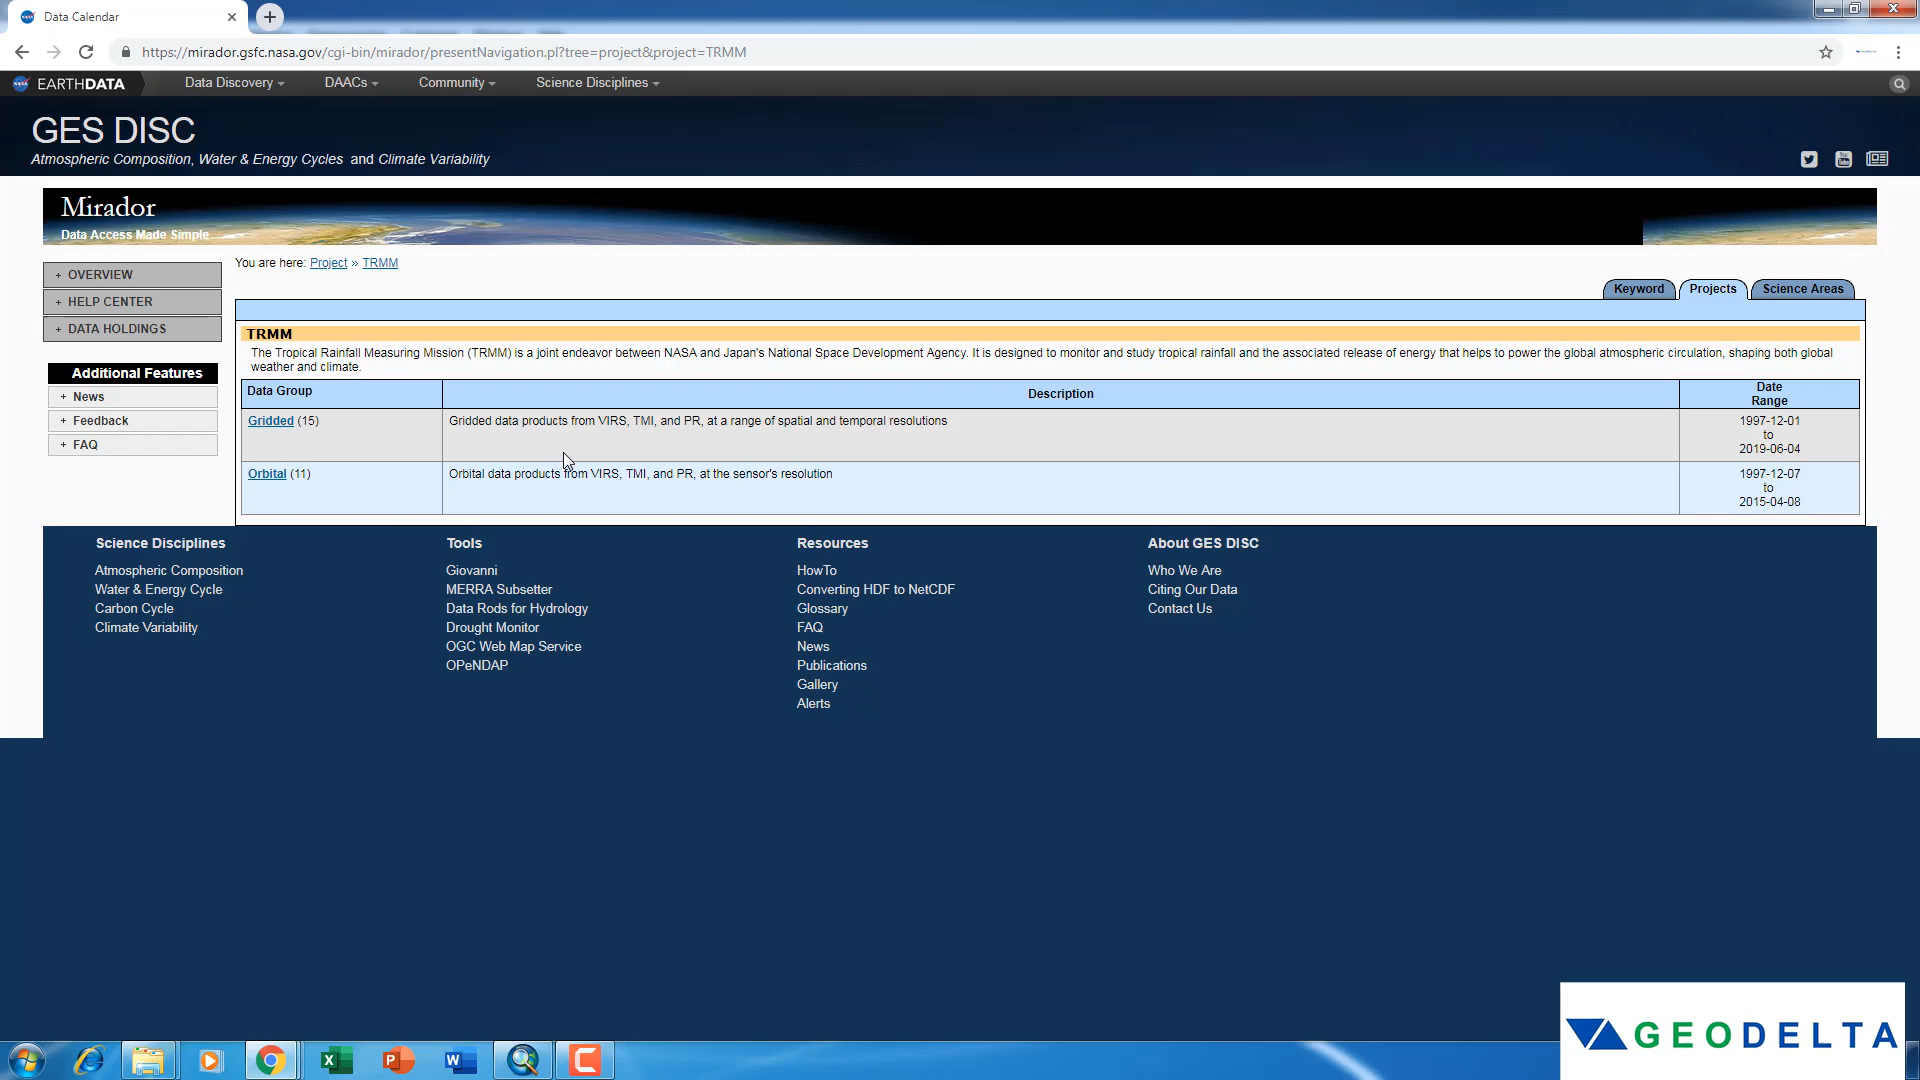 Data Calendar
https://mirador.gsfc.nasa.gov/cgi-bin/mirador/presentNavigation.pl?tree=project&project=TRMM
EARTHDATA Data Discovery DAACs Community Science Disciplines
GES DISC
Atmospheric Composition, Water & Energy Cycles and Climate Variability
Mirador
Data Access Made Simple
You are here: Project » TRMM
+ OVERVIEW
+ HELP CENTER
+ DATA HOLDINGS
Additional Features
+ News
+ Feedback
+ FAQ
Keyword Projects Science Areas
TRMM
The Tropical Rainfall Measuring Mission (TRMM) is a joint endeavor between NASA and Japan's National Space Development Agency. It is designed to monitor and study tropical rainfall and the associated release of energy that helps to power the global atmospheric circulation, shaping both global
weather and climate.
Data Group Description Date
Range
Gridded (15) Gridded data products from VIRS, TMI, and PR, at a range of spatial and temporal resolutions 1997-12-01
to
2019-06-04
Orbital (11) Orbital data products from VIRS, TMI, and PR, at the sensor's resolution 1997-12-07
to
2015-04-08
Science Disciplines
Atmospheric Composition
Water & Energy Cycle
Carbon Cycle
Climate Variability
Tools
Giovanni
MERRA Subsetter
Data Rods for Hydrology
Drought Monitor
OGC Web Map Service
OPeNDAP
Resources
HowTo
Converting HDF to NetCDF
Glossary
FAQ
News
Publications
Gallery
Alerts
About GES DISC
Who We Are
Citing Our Data
Contact Us
GEODELTA